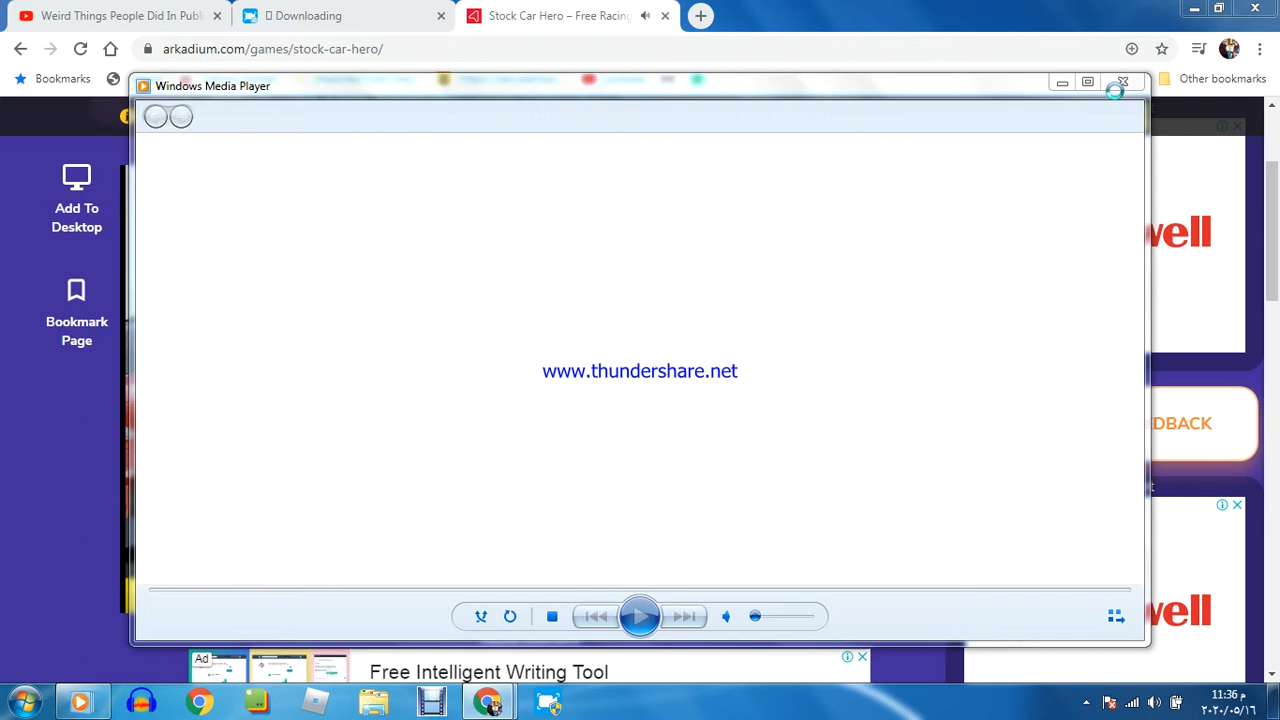 Weird Things People Did In Publ
Downloading
Stock Car Hero – Free Racing
arkadium.com/games/stock-car-hero/
Bookmarks
Other bookmarks
Windows Media Player
Add To
Desktop
Bookmark
Page
www.thundershare.net
well
EDBACK
well
Ad
Free Intelligent Writing Tool
11:36 م
٢٠٢٠/٠٥/١٦